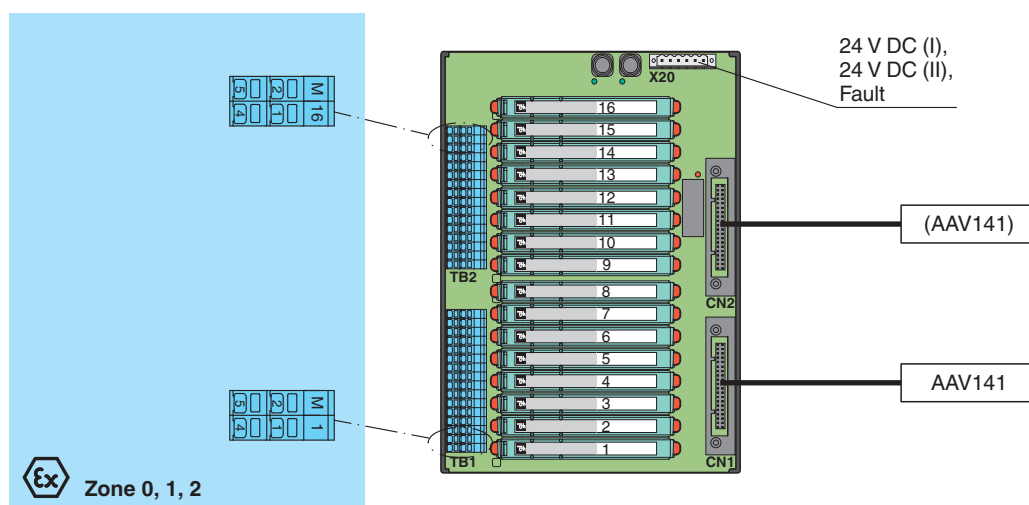 24 V DC (I),
24 V DC (II),
Fault
X20
5 2 M
4 1 16
16
15
14
13
12
11
10
9
TB2
8
7
6
5
4
3
2
1
TB1
CN2
CN1
(AAV141)
AAV141
5 2 M
4 1 1
Ex
Zone 0, 1, 2